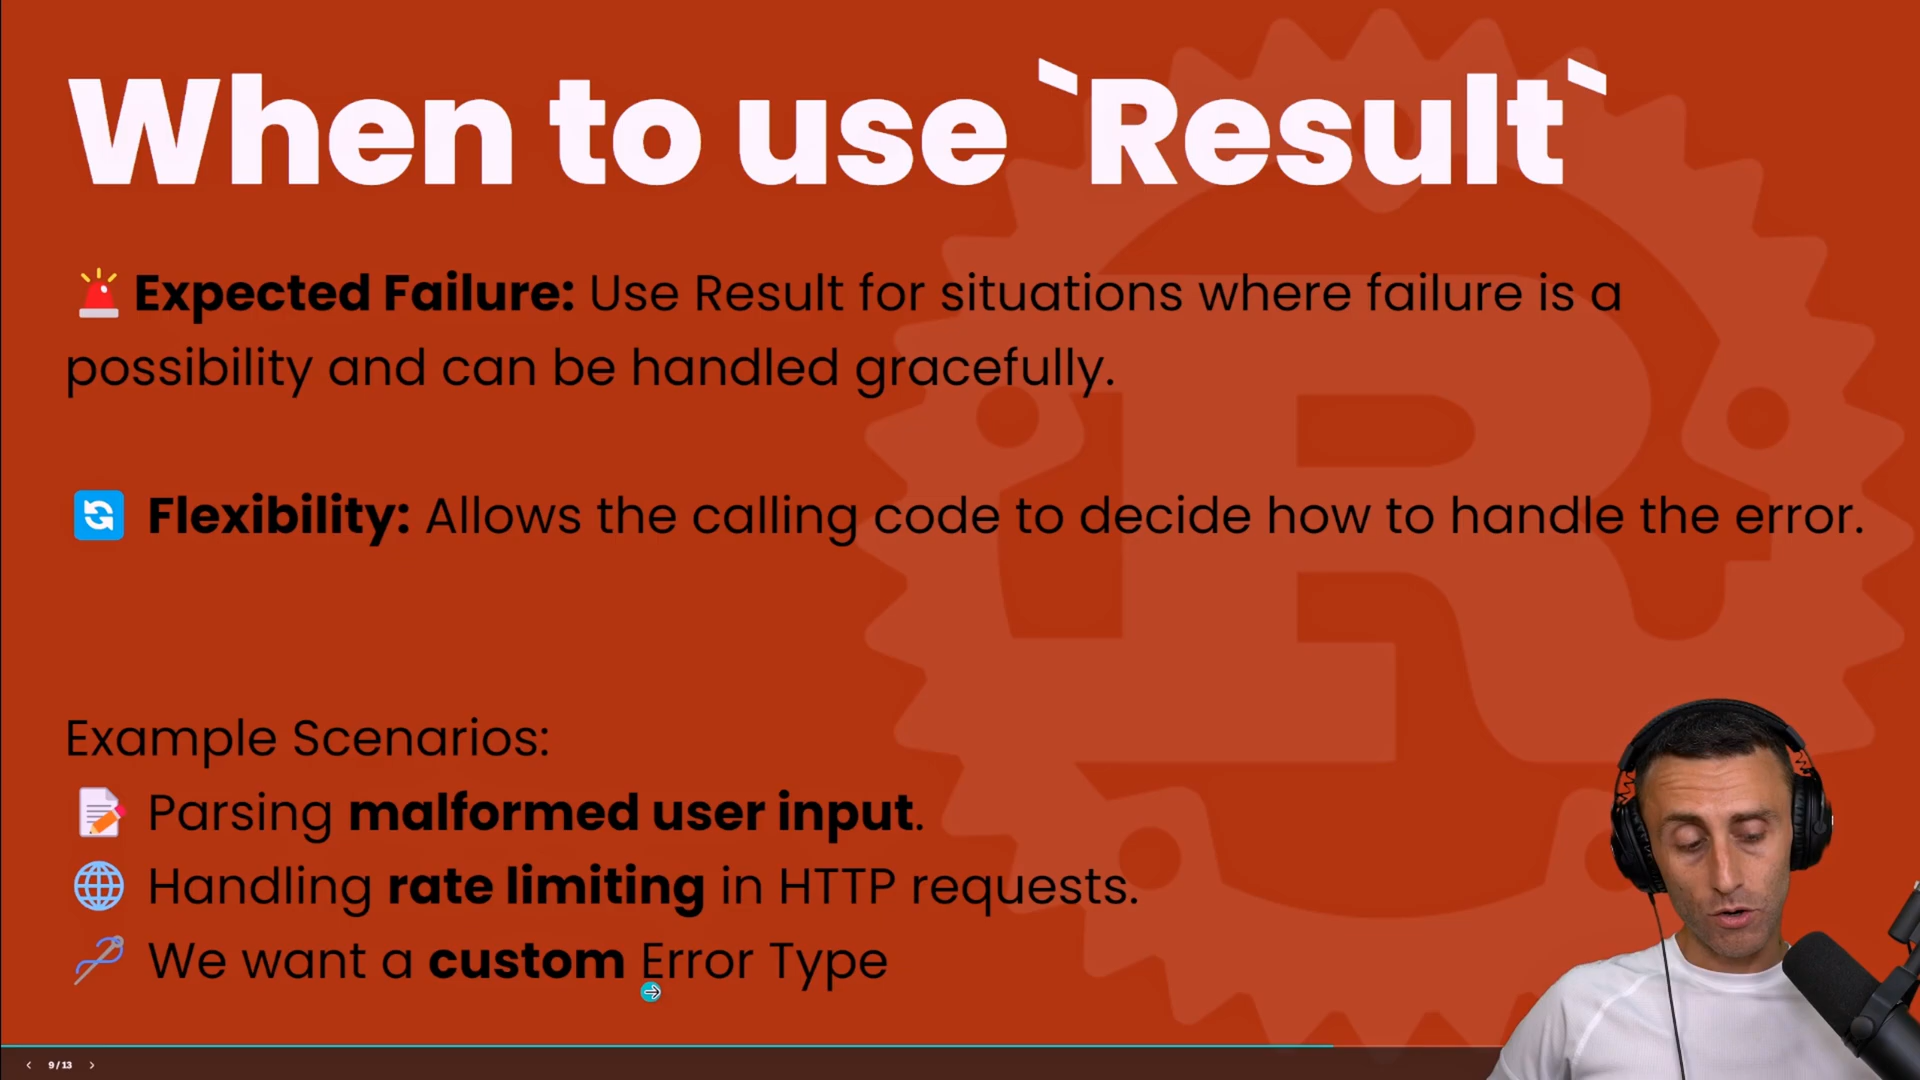 When to use `Result`
🚨 Expected Failure: Use Result for situations where failure is a
possibility and can be handled gracefully.
🔄 Flexibility: Allows the calling code to decide how to handle the error.
Example Scenarios:
📝 Parsing malformed user input.
🌐 Handling rate limiting in HTTP requests.
🪡 We want a custom Error Type
9 / 13